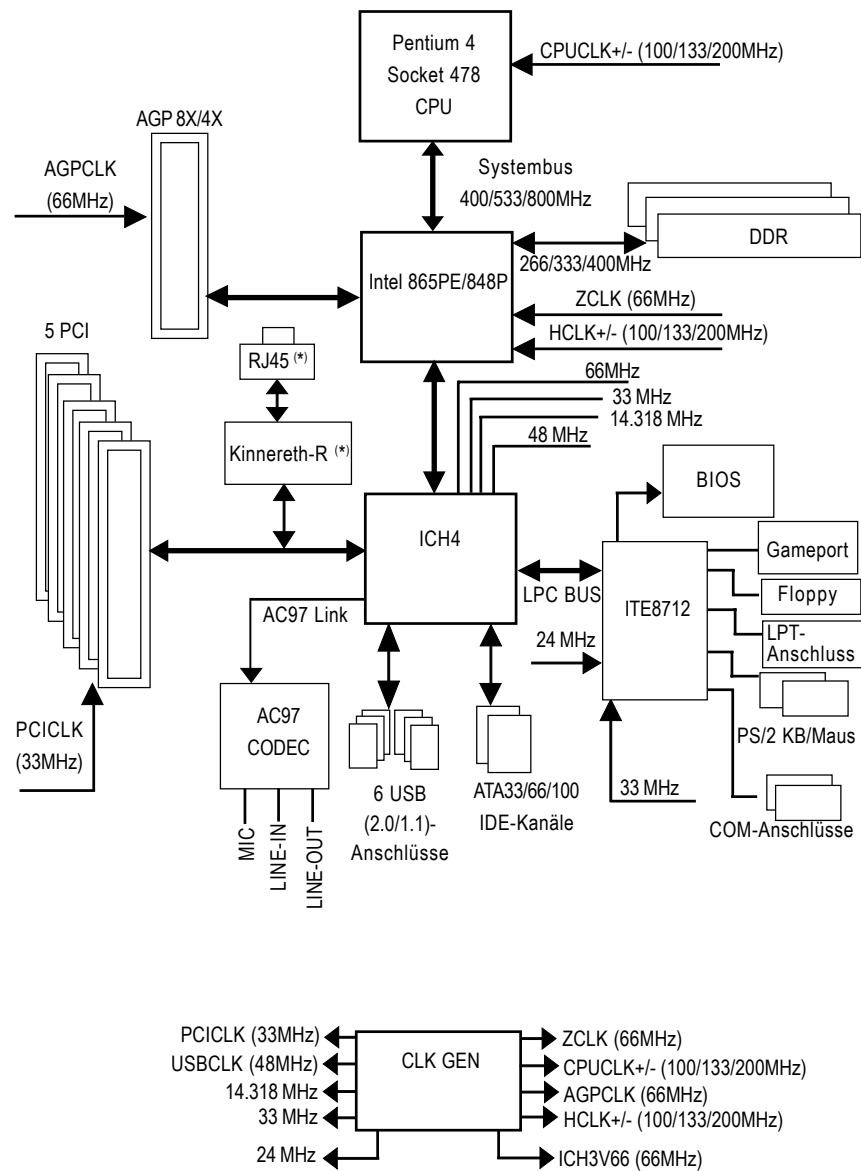 Pentium 4
Socket 478
CPU
CPUCLK+/- (100/133/200MHz)
AGP 8X/4X
AGPCLK
(66MHz)
Systembus
400/533/800MHz
DDR
266/333/400MHz
Intel 865PE/848P
ZCLK (66MHz)
HCLK+/- (100/133/200MHz)
5 PCI
RJ45 (*)
66MHz
33 MHz
14.318 MHz
48 MHz
Kinnereth-R (*)
BIOS
ICH4
Gameport
LPC BUS
ITE8712
Floppy
AC97 Link
LPT-
Anschluss
24 MHz
PCICLK
(33MHz)
AC97
CODEC
PS/2 KB/Maus
6 USB
(2.0/1.1)-
Anschlüsse
ATA33/66/100
IDE-Kanäle
33 MHz
COM-Anschlüsse
MIC
LINE-IN
LINE-OUT
PCICLK (33MHz)
USBCLK (48MHz)
14.318 MHz
33 MHz
24 MHz
CLK GEN
ZCLK (66MHz)
CPUCLK+/- (100/133/200MHz)
AGPCLK (66MHz)
HCLK+/- (100/133/200MHz)
ICH3V66 (66MHz)